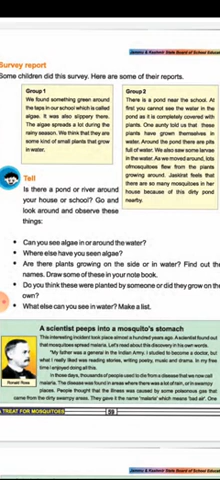 Jammu & Kashmir State Board of School Education
Survey report
Some children did this survey. Here are some of their reports.
Group 1
We found something green around
the taps in our school which is called
algae. It was also slippery there.
The algae spreads a lot during the
rainy season. We think that they are
some kind of small plants that grow
in water.
Group 2
There is a pond near the school. At
first you cannot see the water in the
pond as it is completely covered with
plants. One aunty told us that these
plants have grown themselves in
water. Around the pond there are pits
full of water. We also saw some larvae
in the water. As we moved around, lots
of mosquitoes flew from the plants
growing around. Jaskirat feels that
there are so many mosquitoes in her
house because of this dirty pond
nearby.
Tell
Is there a pond or river around
your house or school? Go and
look around and observe these
things:
• Can you see algae in or around the water?
• Where else have you seen algae?
• Are there plants growing on the side or in water? Find out the
names. Draw some of these in your note book.
• Do you think these were planted by someone or did they grow on the
own?
• What else can you see in water? Make a list.
A scientist peeps into a mosquito's stomach
This interesting incident took place almost a hundred years ago. A scientist found out
that mosquitoes spread malaria. Let's read about this discovery in his own words.
"My father was a general in the Indian Army. I studied to become a doctor, but
what I really liked was reading stories, writing poetry, music and drama. In my free
time I enjoyed doing all this.
In those days, thousands of people used to die from a disease that we now call
malaria. The disease was found in areas where there was a lot of rain, or in swampy
places. People thought that the illness was caused by some poisonous gas that
came from the dirty swampy areas. They gave it the name 'malaria' which means 'bad air'. One
Ronald Ross
A TREAT FOR MOSQUITOES
59
Jammu & Kashmir State Board of School Education